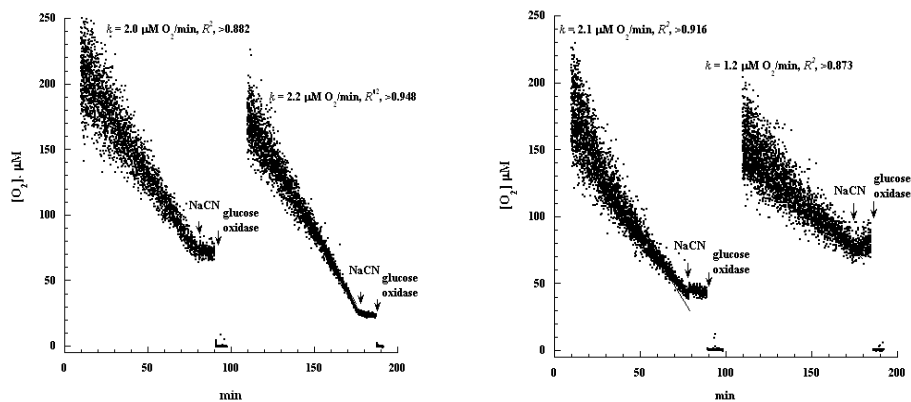 k = 2.0 μM O2/min, R2, >0.882
k = 2.2 μM O2/min, R12, >0.948
NaCN
glucose
oxidase
NaCN
glucose
oxidase
[O2]. μM
250
200
150
100
50
0
0
50
100
150
200
min
k = 2.1 μM O2/min, R2, >0.916
k = 1.2 μM O2/min, R2, >0.873
NaCN
glucose
oxidase
NaCN
glucose
oxidase
[O2] μM
250
200
150
100
50
0
0
50
100
150
200
min